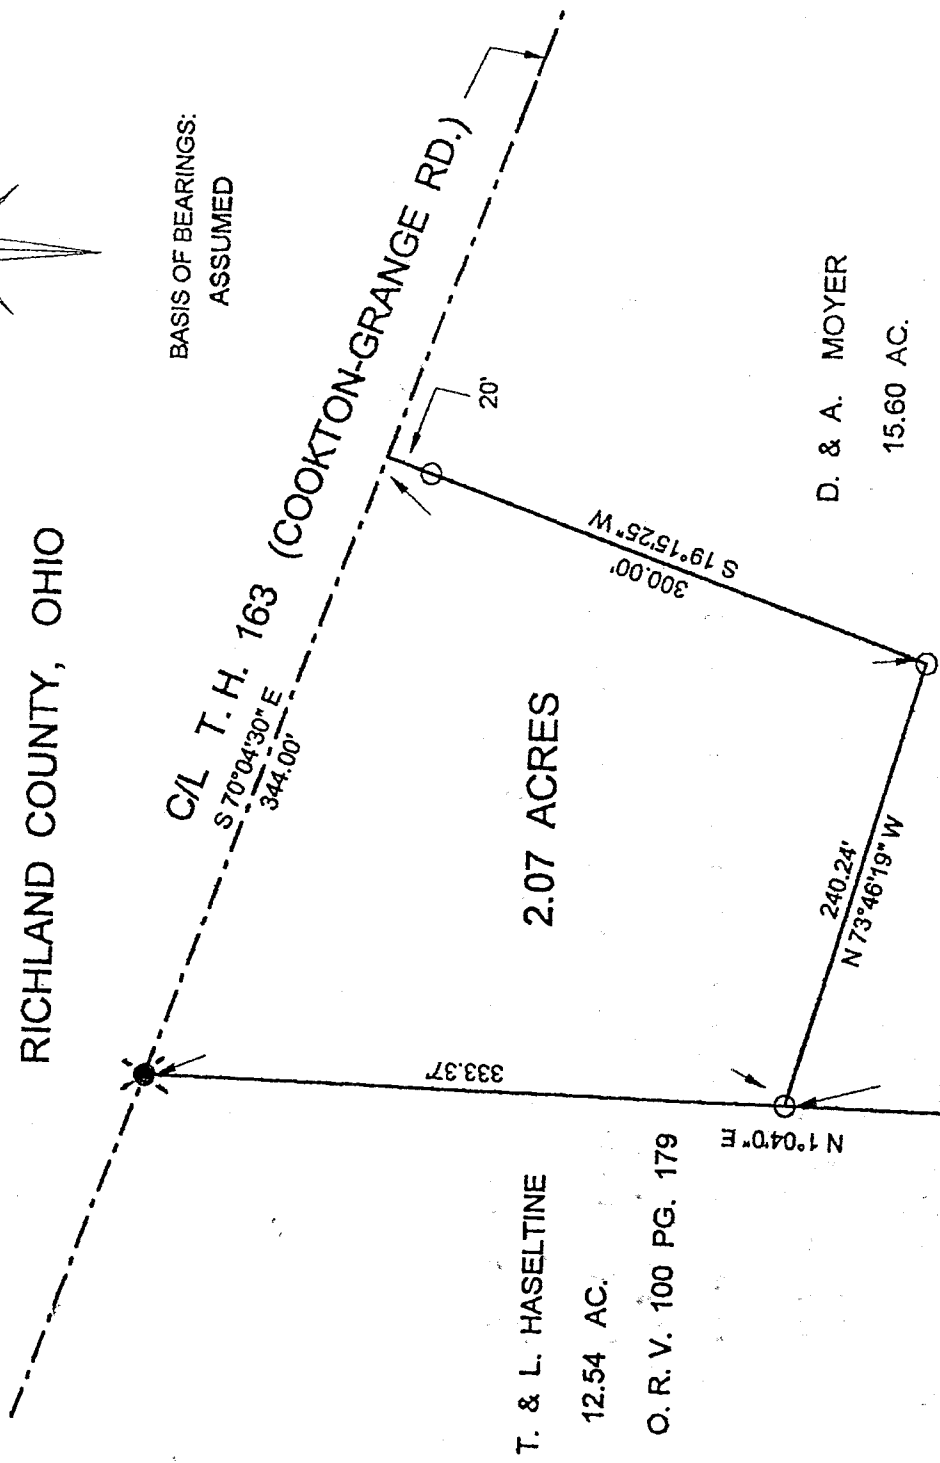 RICHLAND COUNTY, OHIO
BASIS OF BEARINGS:
ASSUMED
C/L T. H. 163 (COOKTON-GRANGE RD.)
S 70°04'30" E
344.00'
20'
S 19°15'25" W
300.00'
2.07 ACRES
240.24'
N 73°46'19" W
333.37'
N 1°04'0" E
D. & A. MOYER
15.60 AC.
T. & L. HASELTINE
12.54 AC.
O. R. V. 100 PG. 179